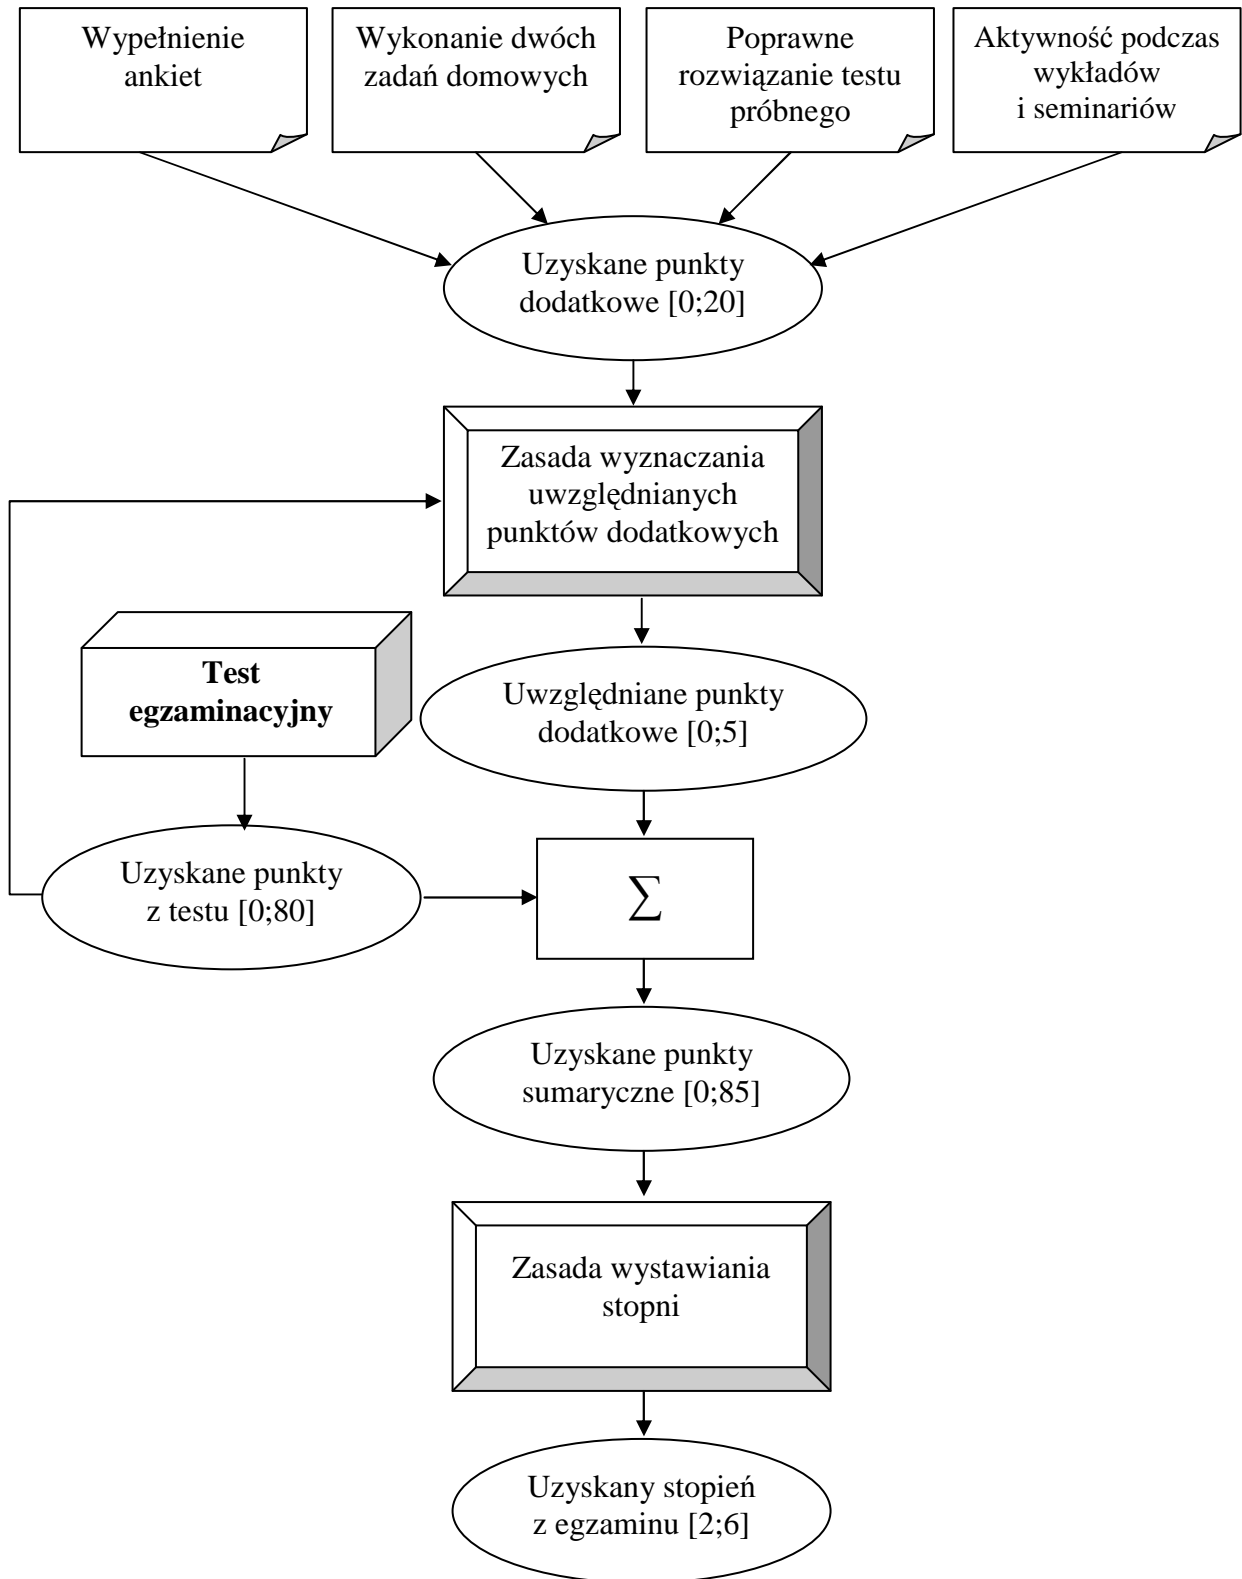 Wypełnienie
ankiet
Wykonanie dwóch
zadań domowych
Poprawne
rozwiązanie testu
próbnego
Aktywność podczas
wykładów
i seminariów
Uzyskane punkty
dodatkowe [0;20]
Zasada wyznaczania
uwzględnianych
punktów dodatkowych
Test
egzaminacyjny
Uwzględniane punkty
dodatkowe [0;5]
Uzyskane punkty
z testu [0;80]
∑
Uzyskane punkty
sumaryczne [0;85]
Zasada wystawiania
stopni
Uzyskany stopień
z egzaminu [2;6]